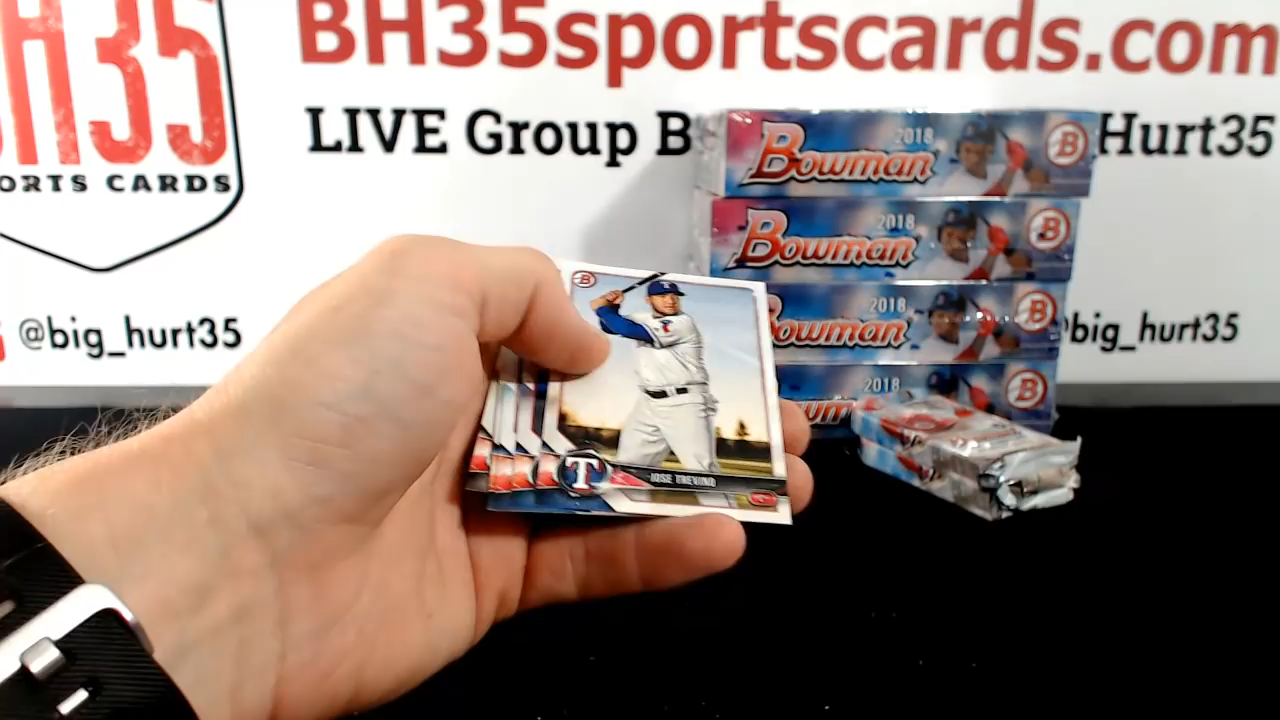 BH35sportscards.com
H35
ORTS CARDS
LIVE Group B
Hurt35
@big_hurt35
@big_hurt35
2018
Bowman
B
2018
Bowman
B
2018
Bowman
B
2018
B
B
T
JOSE TREVINO